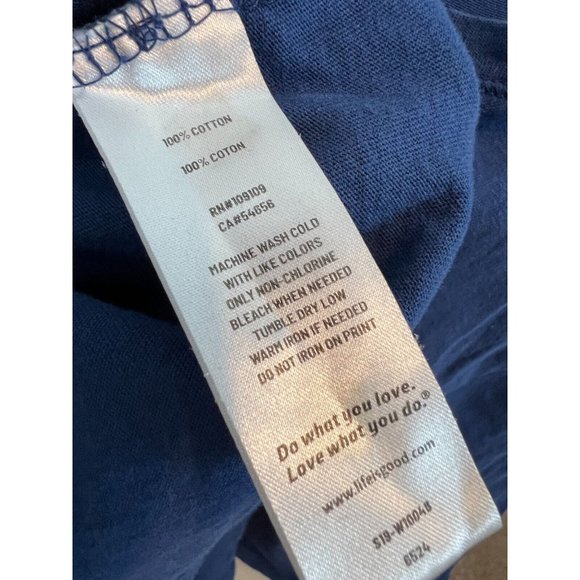 100% COTTON
100% COTON
RN#109109
CA#54656
MACHINE WASH COLD
WITH LIKE COLORS
ONLY NON-CHLORINE
BLEACH WHEN NEEDED
TUMBLE DRY LOW
WARM IRON IF NEEDED
DO NOT IRON ON PRINT
Do what you love.
Love what you do.®
www.lifeisgood.com
S19-W10048
6524